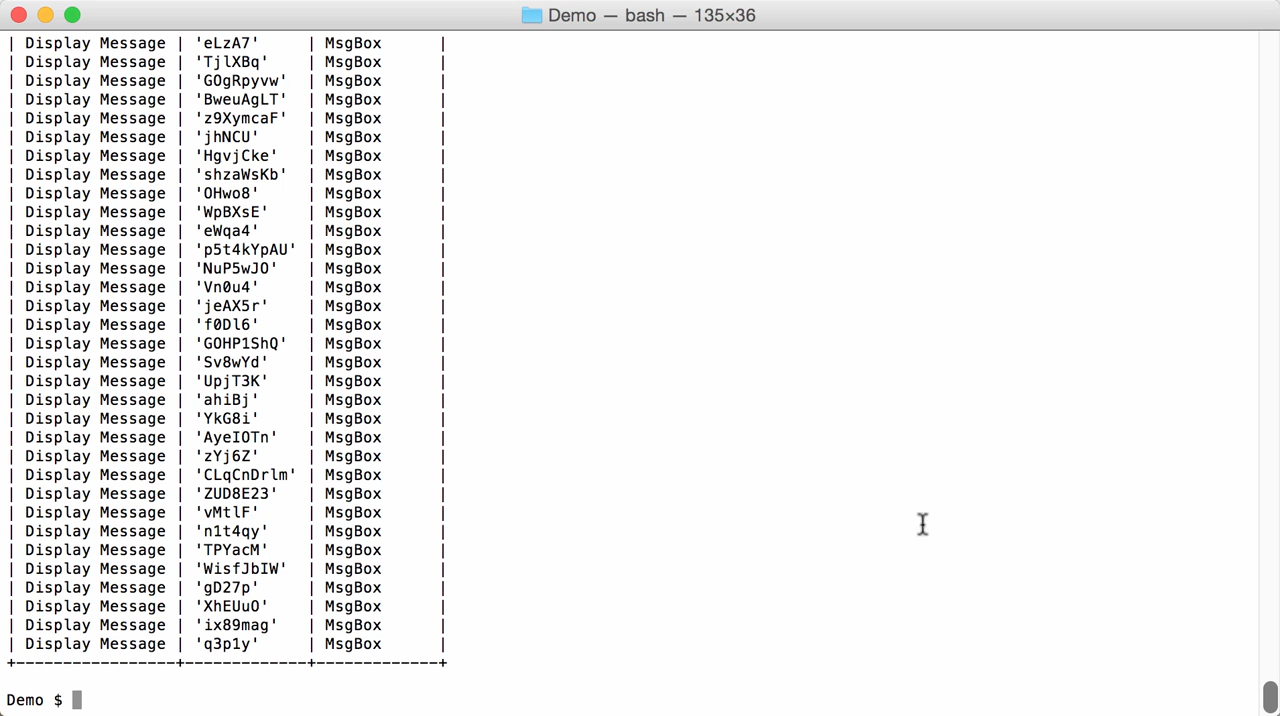 Demo — bash — 135×36
| Display Message | 'eLzA7' | MsgBox |
| Display Message | 'TjlXBq' | MsgBox |
| Display Message | 'GOgRpyvw' | MsgBox |
| Display Message | 'BweuAgLT' | MsgBox |
| Display Message | 'z9XymcaF' | MsgBox |
| Display Message | 'jhNCU' | MsgBox |
| Display Message | 'HgvjCke' | MsgBox |
| Display Message | 'shzaWsKb' | MsgBox |
| Display Message | 'OHwo8' | MsgBox |
| Display Message | 'WpBXsE' | MsgBox |
| Display Message | 'eWqa4' | MsgBox |
| Display Message | 'p5t4kYpAU' | MsgBox |
| Display Message | 'NuP5wJO' | MsgBox |
| Display Message | 'Vn0u4' | MsgBox |
| Display Message | 'jeAX5r' | MsgBox |
| Display Message | 'f0Dl6' | MsgBox |
| Display Message | 'GOHP1ShQ' | MsgBox |
| Display Message | 'Sv8wYd' | MsgBox |
| Display Message | 'UpjT3K' | MsgBox |
| Display Message | 'ahiBj' | MsgBox |
| Display Message | 'YkG8i' | MsgBox |
| Display Message | 'AyeIOTn' | MsgBox |
| Display Message | 'zYj6Z' | MsgBox |
| Display Message | 'CLqCnDrlm' | MsgBox |
| Display Message | 'ZUD8E23' | MsgBox |
| Display Message | 'vMtlF' | MsgBox |
| Display Message | 'n1t4qy' | MsgBox |
| Display Message | 'TPYacM' | MsgBox |
| Display Message | 'WisfJbIW' | MsgBox |
| Display Message | 'gD27p' | MsgBox |
| Display Message | 'XhEUuO' | MsgBox |
| Display Message | 'ix89mag' | MsgBox |
| Display Message | 'q3p1y' | MsgBox |
+-----------------+-------------+-------------+
Demo $